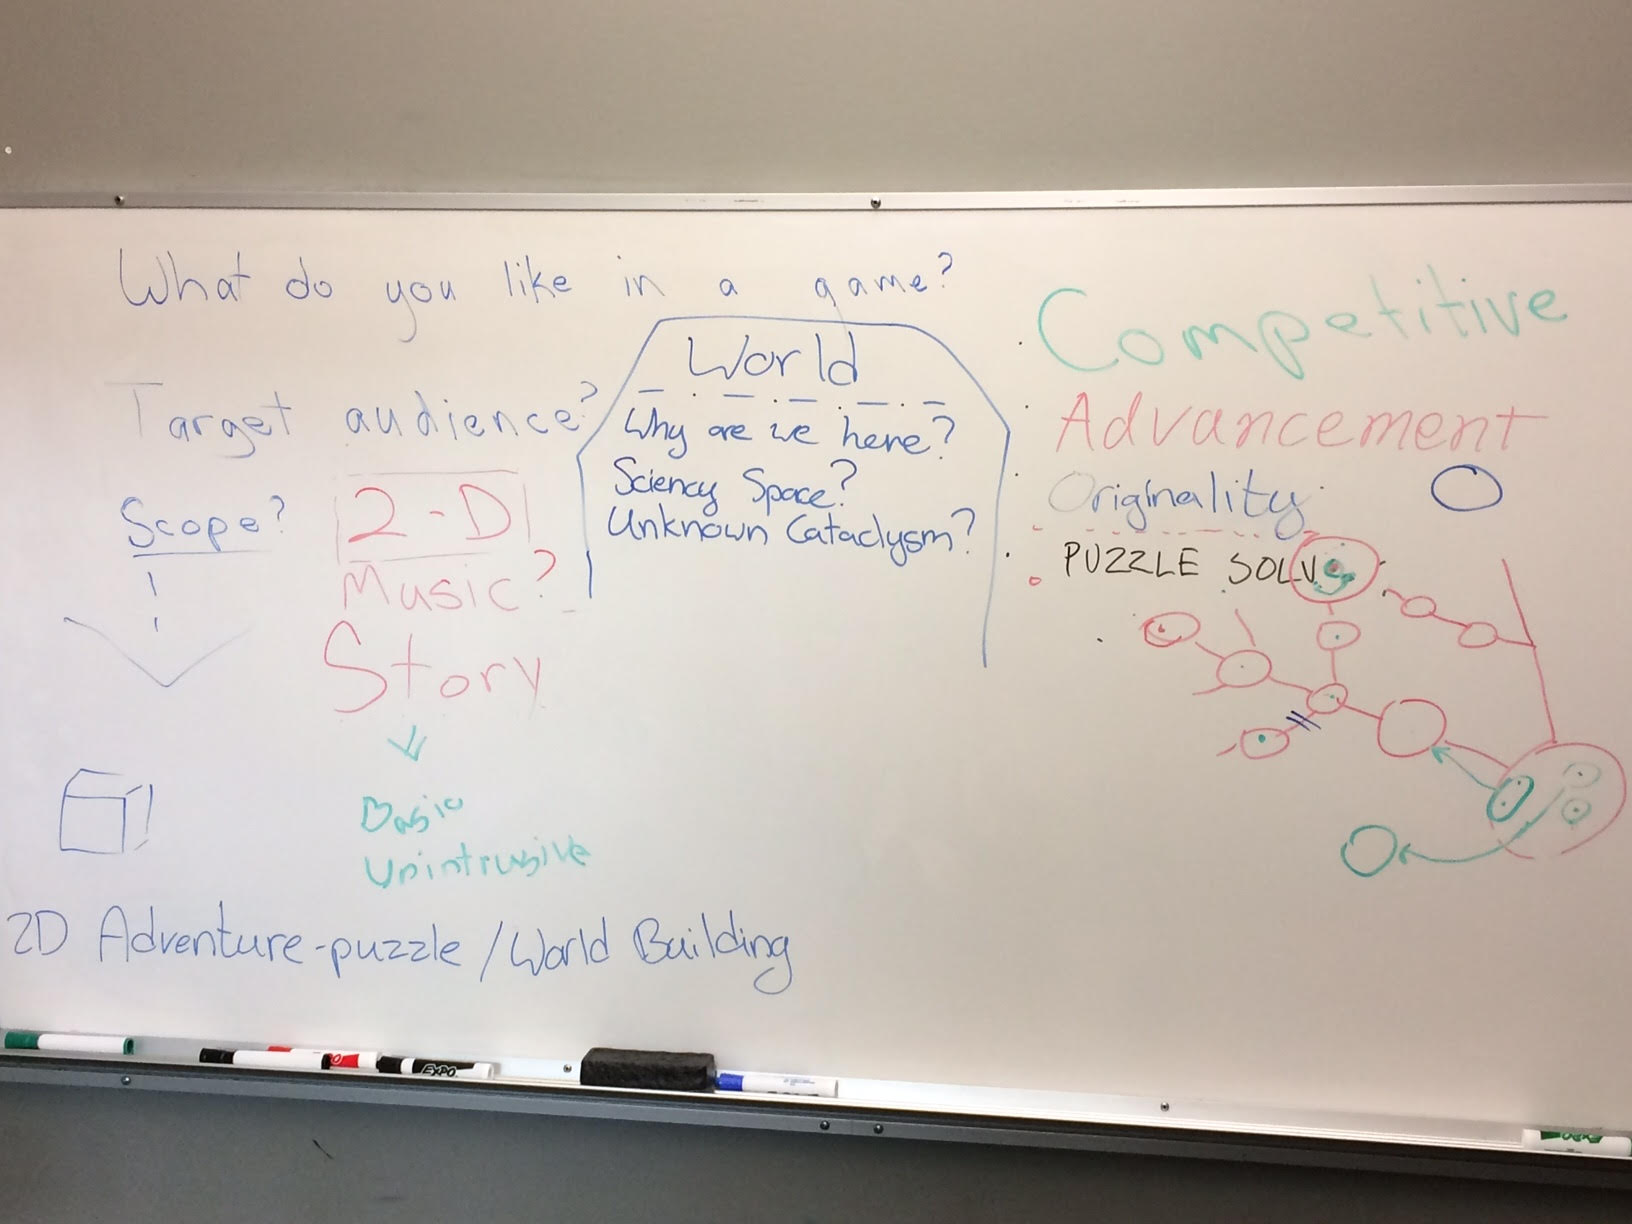 What do you like in a game?
Target audience?
Scope?
2-D
Music?
Story
Basic
Unintrusive
2D Adventure-puzzle / World Building
World
Why are we here?
Sciency Space?
Unknown Cataclysm?
Competitive
Advancement
Originality
PUZZLE SOLV
EXPO